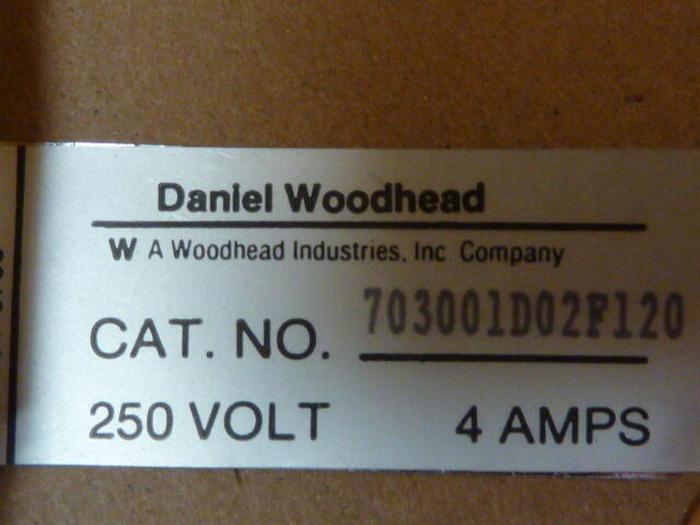 Daniel Woodhead
W A Woodhead Industries, Inc. Company
CAT. NO. 703001D02F120
250 VOLT 4 AMPS